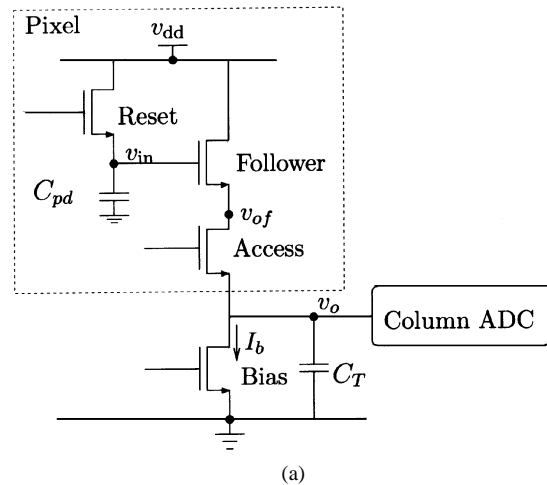 Pixel
v_dd
Reset
v_in
Follower
C_pd
v_of
Access
v_o
Column ADC
I_b
Bias
C_T
(a)